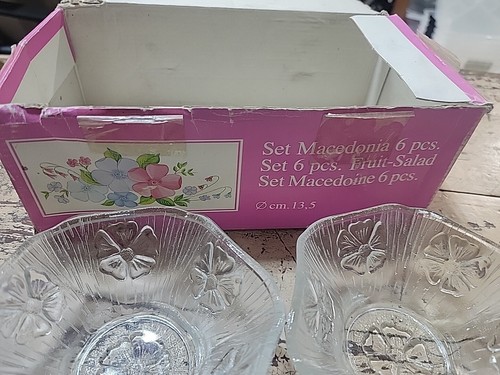 Set Macedonia 6 pcs.
Set 6 pcs. Fruit-Salad
Set Macedoine 6 pcs.
∅ cm. 13,5